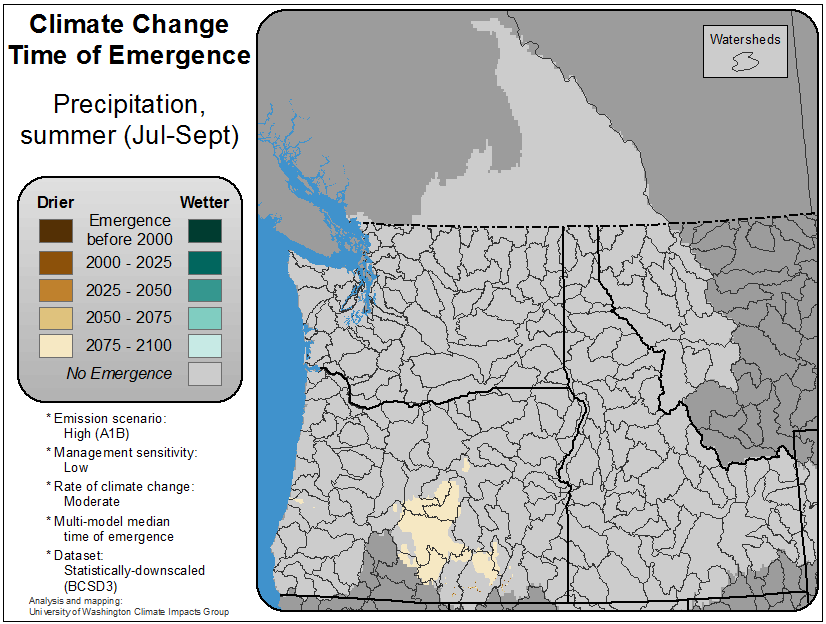 Climate Change
Time of Emergence
Precipitation,
summer (Jul-Sept)
Drier
Wetter
Emergence
before 2000
2000 - 2025
2025 - 2050
2050 - 2075
2075 - 2100
No Emergence
* Emission scenario:
High (A1B)
* Management sensitivity:
Low
* Rate of climate change:
Moderate
* Multi-model median
time of emergence
* Dataset:
Statistically-downscaled
(BCSD3)
Analysis and mapping:
University of Washington Climate Impacts Group
Watersheds